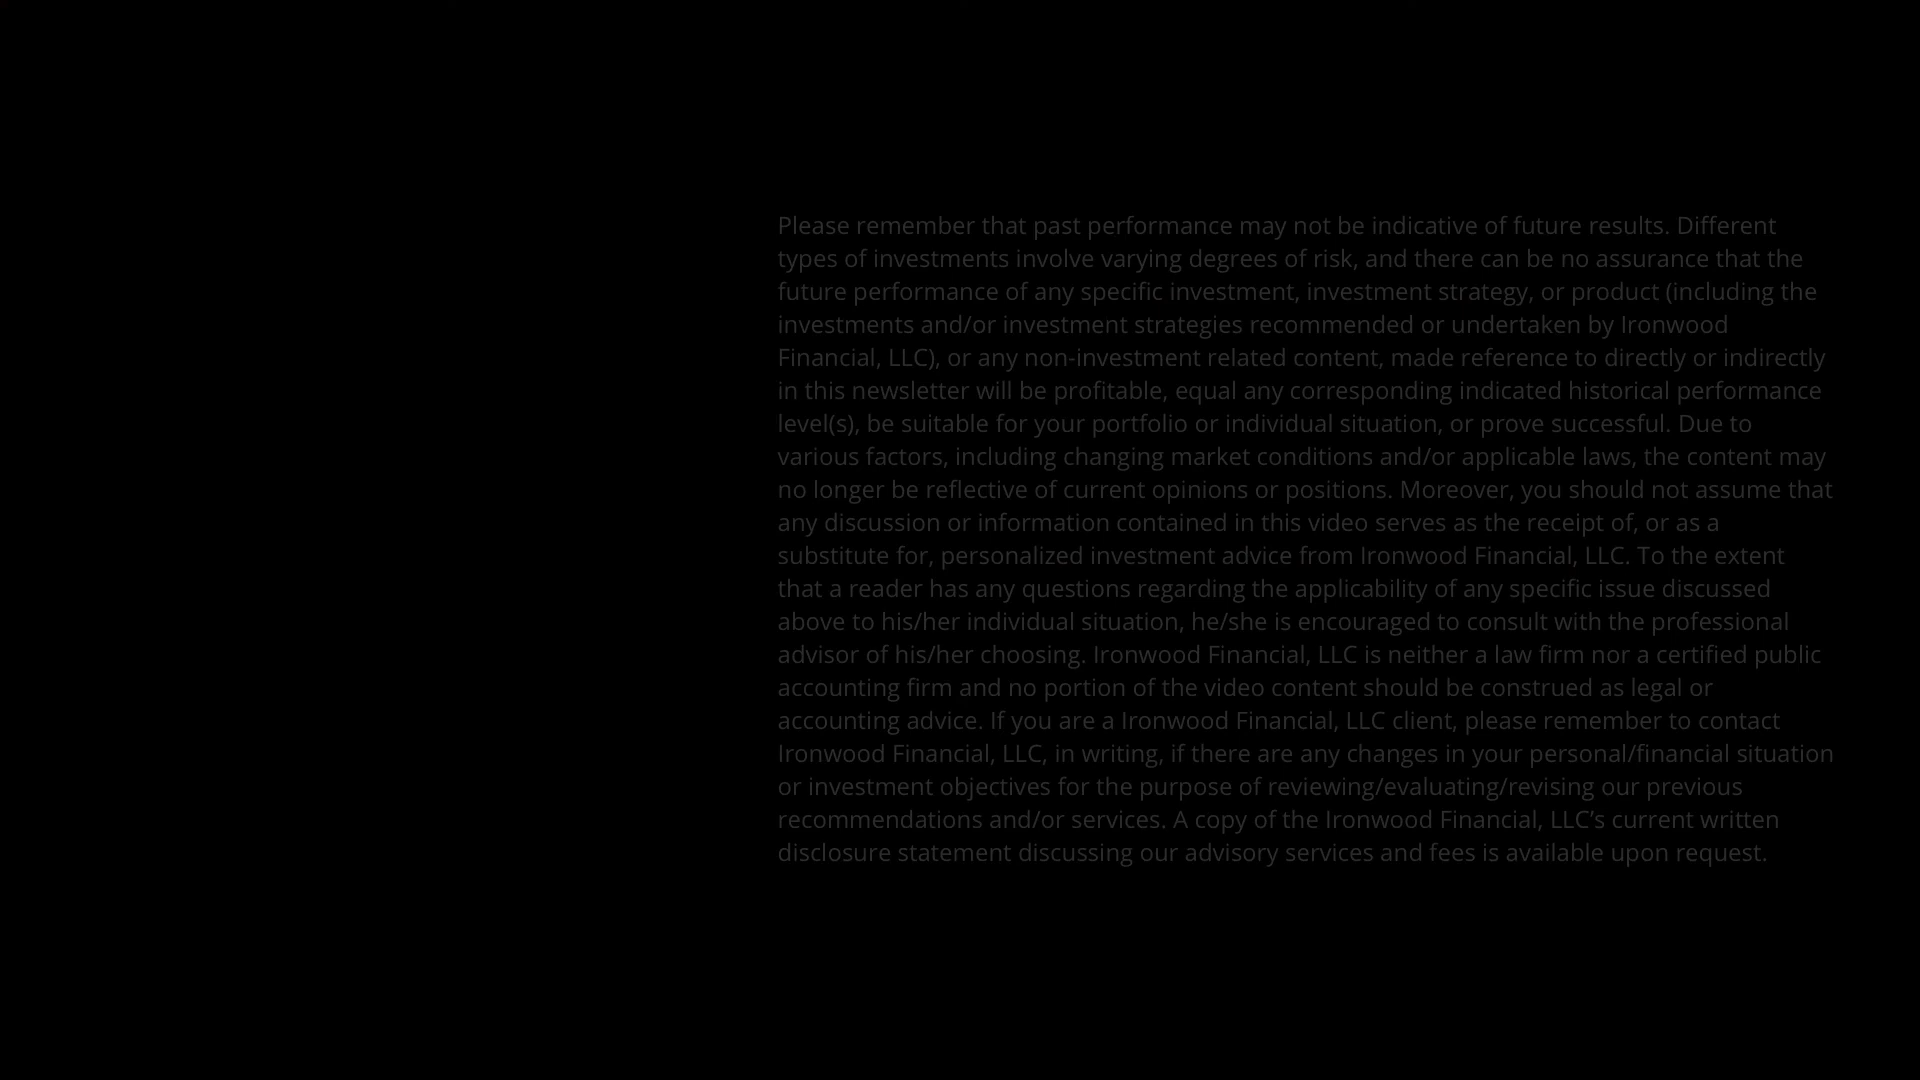 Please remember that past performance may not be indicative of future results. Different
types of investments involve varying degrees of risk, and there can be no assurance that the
future performance of any specific investment, investment strategy, or product (including the
investments and/or investment strategies recommended or undertaken by Ironwood
Financial, LLC), or any non-investment related content, made reference to directly or indirectly
in this newsletter will be profitable, equal any corresponding indicated historical performance
level(s), be suitable for your portfolio or individual situation, or prove successful. Due to
various factors, including changing market conditions and/or applicable laws, the content may
no longer be reflective of current opinions or positions. Moreover, you should not assume that
any discussion or information contained in this video serves as the receipt of, or as a
substitute for, personalized investment advice from Ironwood Financial, LLC. To the extent
that a reader has any questions regarding the applicability of any specific issue discussed
above to his/her individual situation, he/she is encouraged to consult with the professional
advisor of his/her choosing. Ironwood Financial, LLC is neither a law firm nor a certified public
accounting firm and no portion of the video content should be construed as legal or
accounting advice. If you are a Ironwood Financial, LLC client, please remember to contact
Ironwood Financial, LLC, in writing, if there are any changes in your personal/financial situation
or investment objectives for the purpose of reviewing/evaluating/revising our previous
recommendations and/or services. A copy of the Ironwood Financial, LLC’s current written
disclosure statement discussing our advisory services and fees is available upon request.